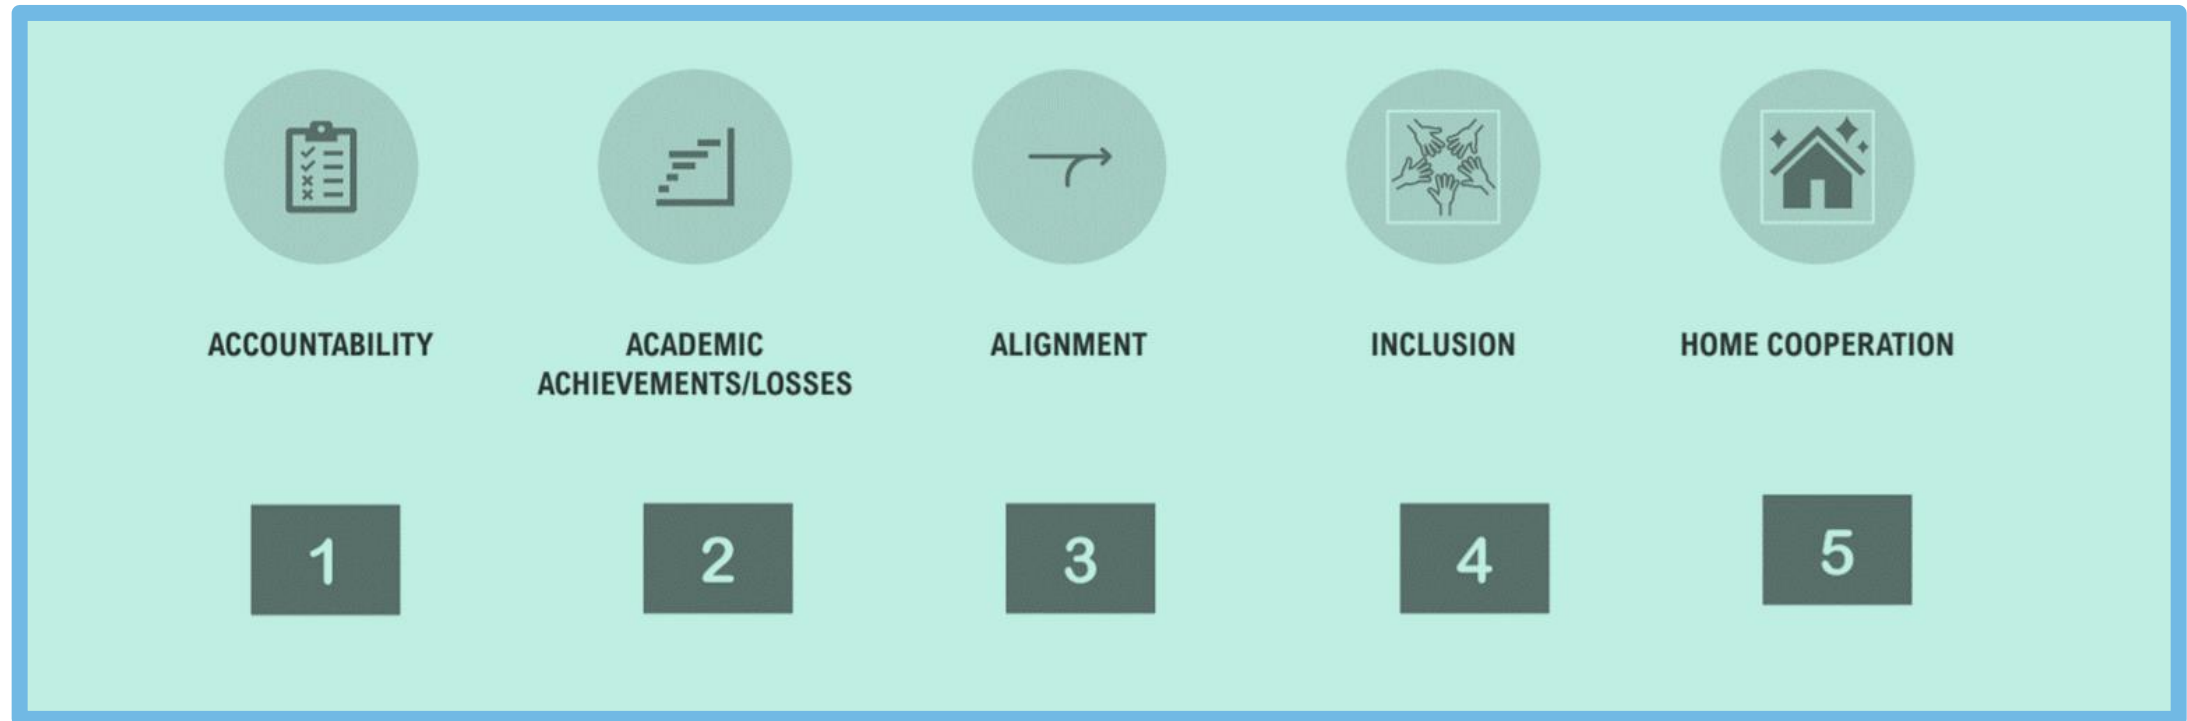 ACCOUNTABILITY
ACADEMIC
ACHIEVEMENTS/LOSSES
ALIGNMENT
INCLUSION
HOME COOPERATION
1
2
3
4
5